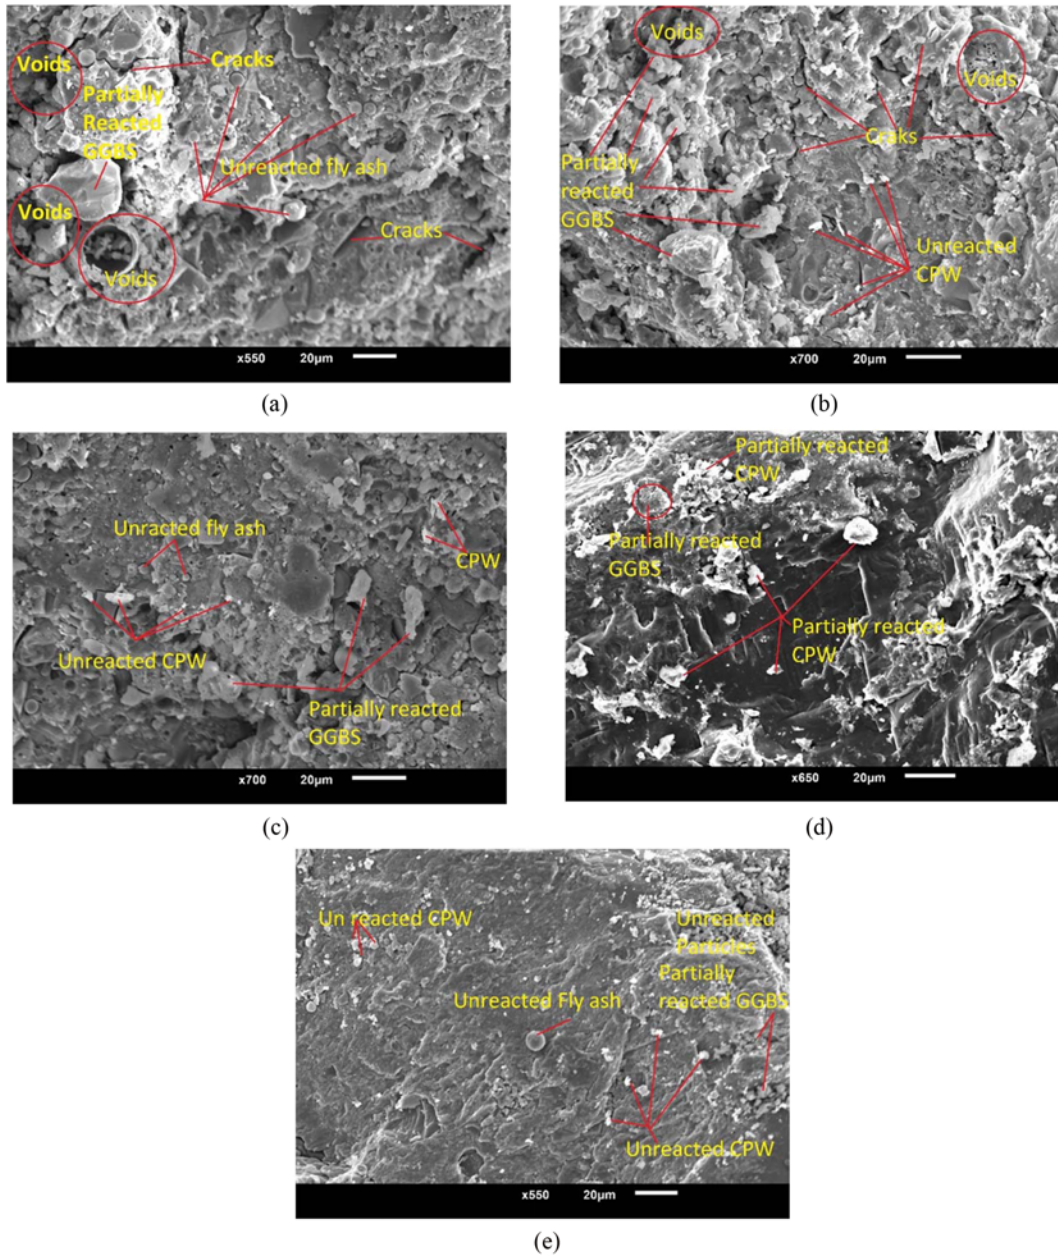 Voids
Cracks
Partially
Reacted
GGBS
Unreacted fly ash
Voids
Cracks
Voids
x550 20µm
(a)
Voids
Voids
Craks
Partially
reacted
GGBS
Unreacted
CPW
x700 20µm
(b)
Unracted fly ash
CPW
Unreacted CPW
Partially reacted
GGBS
x700 20µm
(c)
Partially reacted
CPW
Partially reacted
GGBS
Partially reacted
CPW
x650 20µm
(d)
Un reacted CPW
Unreacted
Particles
Partially
reacted GGBS
Unreacted Fly ash
Unreacted CPW
x550 20µm
(e)